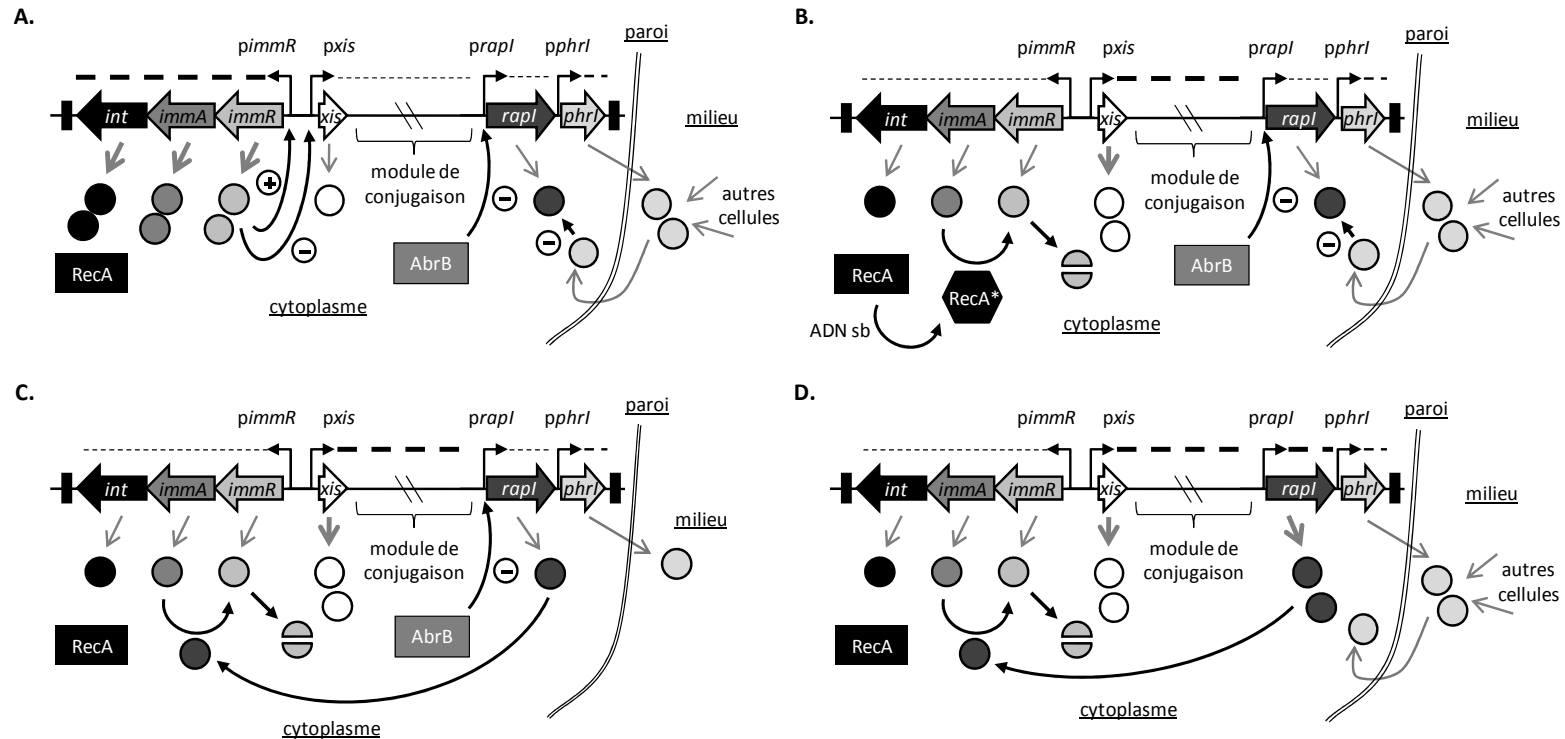 A.
paroi
pimmR pxis prapI pphrI
int immA immR xis rapI phrI
milieu
+
module de
conjugaison
autres
cellules
−
−
−
RecA
AbrB
cytoplasme
B.
paroi
pimmR pxis prapI pphrI
int immA immR xis rapI phrI
milieu
module de
conjugaison
autres
cellules
−
−
RecA
RecA*
AbrB
ADN sb
cytoplasme
C.
paroi
pimmR pxis prapI pphrI
int immA immR xis rapI phrI
milieu
module de
conjugaison
−
RecA
AbrB
cytoplasme
D.
paroi
pimmR pxis prapI pphrI
int immA immR xis rapI phrI
milieu
module de
conjugaison
autres
cellules
RecA
cytoplasme